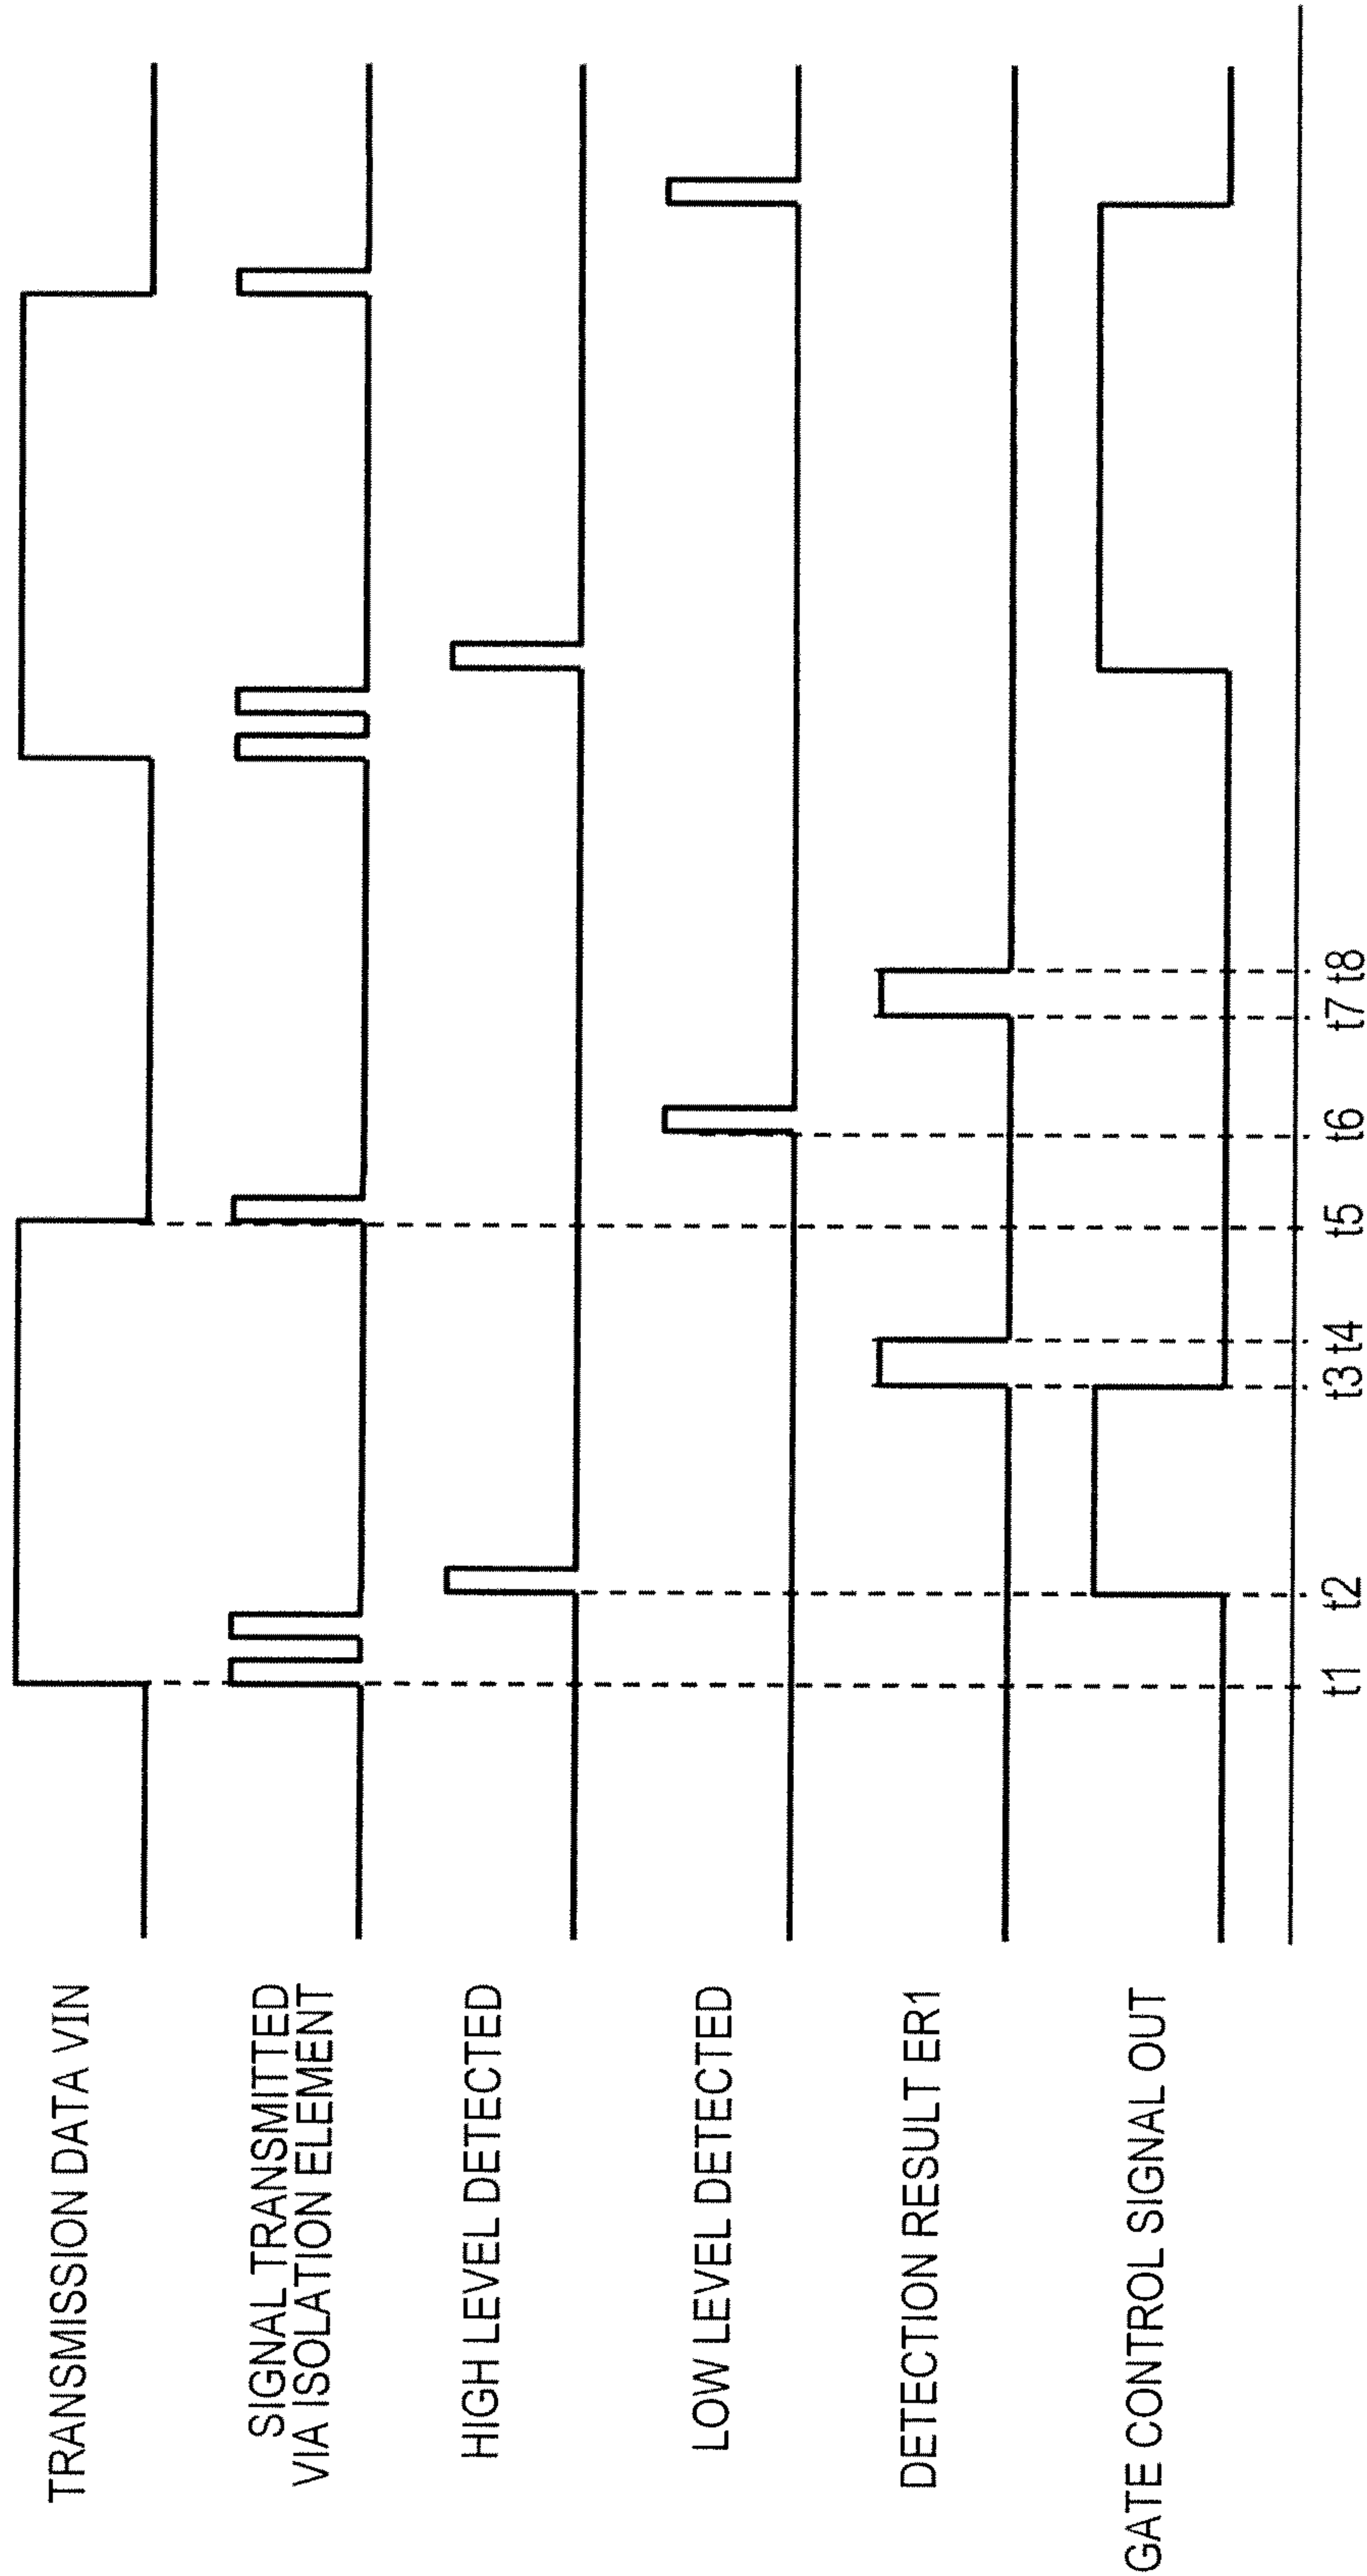 TRANSMISSION DATA VIN
SIGNAL TRANSMITTED
VIA ISOLATION ELEMENT
HIGH LEVEL DETECTED
LOW LEVEL DETECTED
DETECTION RESULT ER1
GATE CONTROL SIGNAL OUT
t1 t2 t3 t4 t5 t6 t7 t8